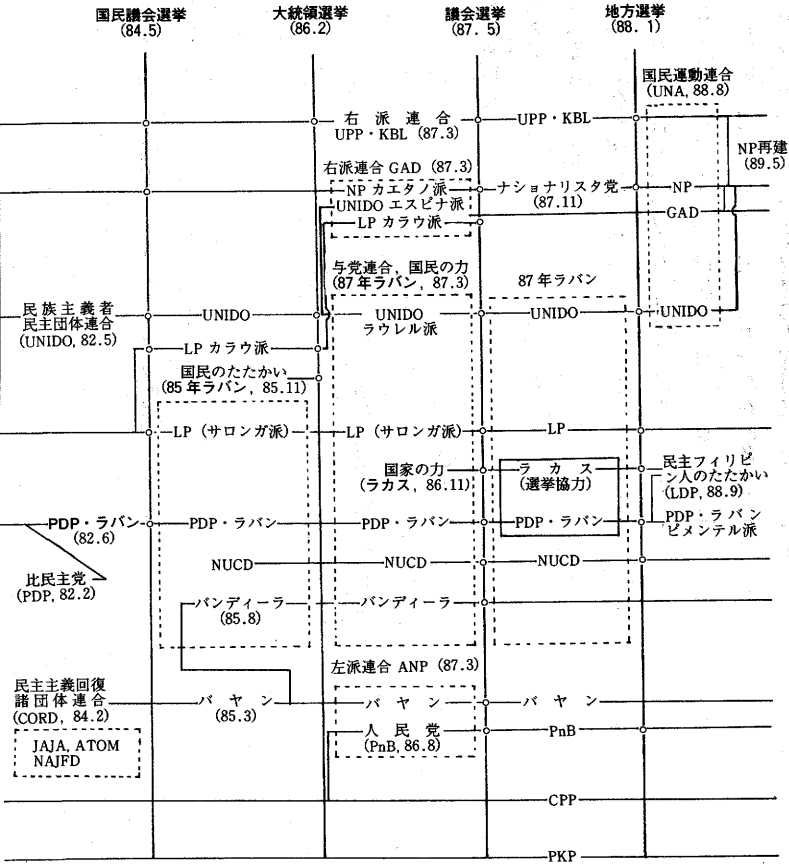 国民議会選挙
(84.5)
大統領選挙
(86.2)
議会選挙
(87.5)
地方選挙
(88.1)
国民運動連合
(UNA, 88.8)
右派連合
UPP・KBL (87.3)
UPP・KBL
NP再建
(89.5)
右派連合 GAD (87.3)
NP カエタノ派
UNIDO エスピナ派
LP カラウ派
ナショナリスタ党
(87.11)
NP
GAD
与党連合, 国民の力
(87年ラバン, 87.3)
87年ラバン
民族主義者
民主団体連合
(UNIDO, 82.5)
UNIDO
UNIDO
ラウレル派
UNIDO
UNIDO
LP カラウ派
国民のたたかい
(85年ラバン, 85.11)
LP (サロンガ派)
LP (サロンガ派)
LP
国家の力
(ラカス, 86.11)
ラカス
(選挙協力)
民主フィリピ
ン人のたたかい
(LDP, 88.9)
PDP・ラバン
(82.6)
PDP・ラバン
PDP・ラバン
PDP・ラバン
PDP・ラバン
ピメンテル派
比民主党
(PDP, 82.2)
NUCD
NUCD
NUCD
バンディーラ
(85.8)
バンディーラ
左派連合 ANP (87.3)
民主主義回復
諸団体連合
(CORD, 84.2)
バヤン
(85.3)
バヤン
バヤン
JAJA, ATOM
NAJFD
人民党
(PnB, 86.8)
PnB
CPP
PKP